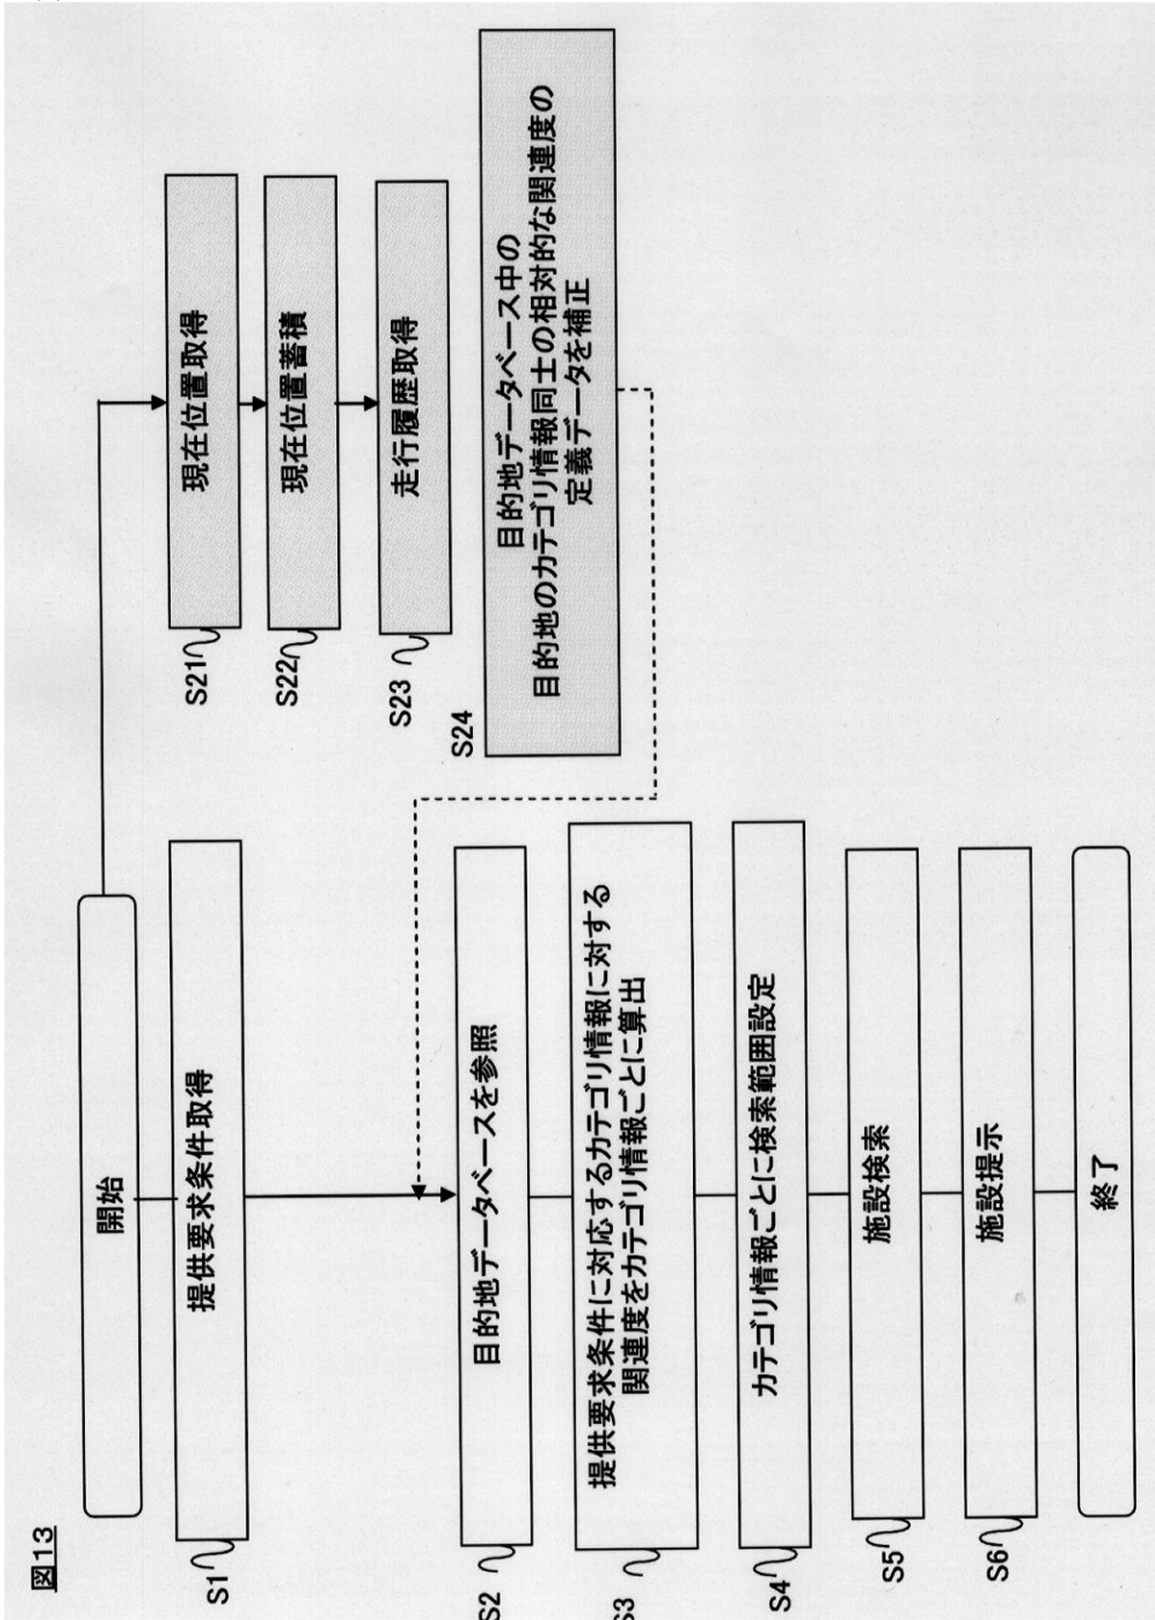 図13
開始
S1
提供要求条件取得
S21
現在位置取得
S22
現在位置蓄積
S23
走行履歴取得
S24
目的地データベース中の
目的地のカテゴリ情報同士の相対的な関連度の
定義データを補正
S2
目的地データベースを参照
S3
提供要求条件に対応するカテゴリ情報に対する
関連度をカテゴリ情報ごとに算出
S4
カテゴリ情報ごとに検索範囲設定
S5
施設検索
S6
施設提示
終了